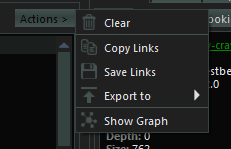 Actions >
Clear
Copy Links
Save Links
Export to
Show Graph
Depth: 0
Size: 762